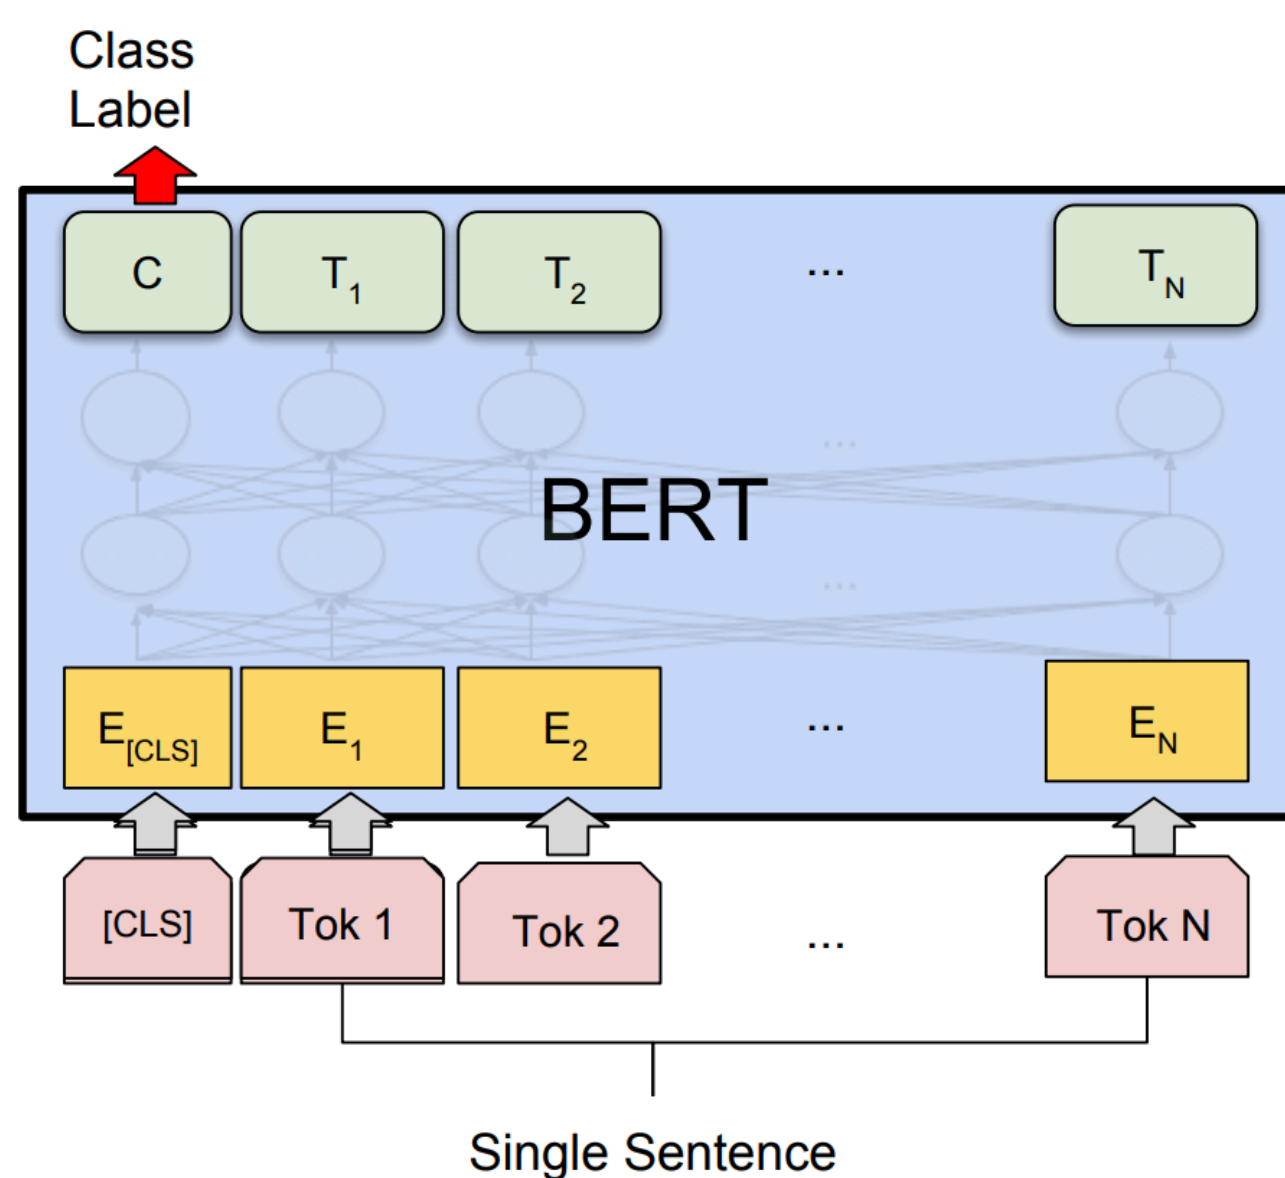 Class
Label
C T1 T2 ... TN
...
BERT
...
E[CLS] E1 E2 ... EN
[CLS] Tok 1 Tok 2 ... Tok N
Single Sentence